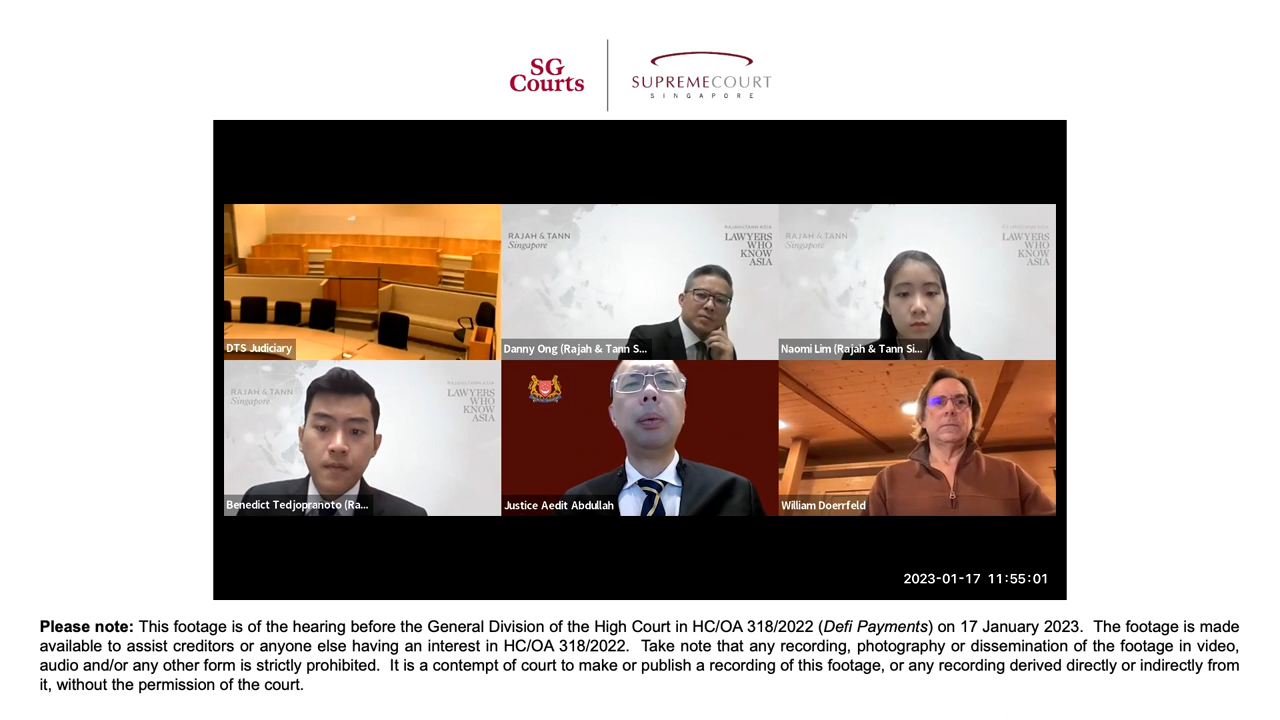 SG
Courts
SUPREMECOURT
SINGAPORE
RAJAH & TANN
Singapore
LAWYERS
WHO
KNOW
ASIA
RAJAH & TANN
Singapore
LAWYERS
WHO
KNOW
ASIA
DTS Judiciary
Danny Ong (Rajah & Tann S...
Naomi Lim (Rajah & Tann Si...
RAJAH & TANN
Singapore
LAWYERS
WHO
KNOW
ASIA
Benedict Tedjopranoto (Ra...
Justice Aedit Abdullah
William Doerrfeld
2023-01-17 11:55:01
Please note: This footage is of the hearing before the General Division of the High Court in HC/OA 318/2022 (Defi Payments) on 17 January 2023. The footage is made
available to assist creditors or anyone else having an interest in HC/OA 318/2022. Take note that any recording, photography or dissemination of the footage in video,
audio and/or any other form is strictly prohibited. It is a contempt of court to make or publish a recording of this footage, or any recording derived directly or indirectly from
it, without the permission of the court.